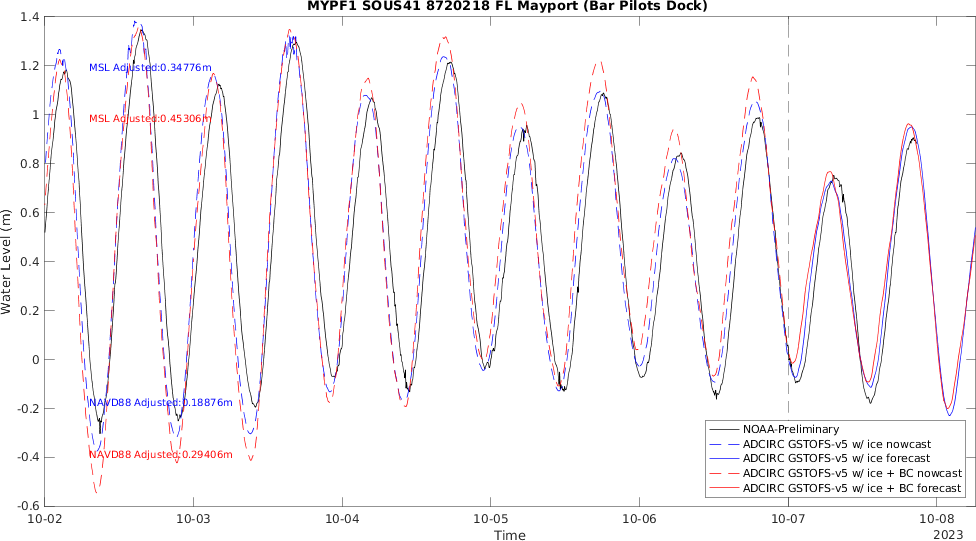 MYPF1 SOUS41 8720218 FL Mayport (Bar Pilots Dock)
Water Level (m)
1.4
1.2
1
0.8
0.6
0.4
0.2
0
-0.2
-0.4
-0.6
MSL Adjusted:0.34776m
MSL Adjusted:0.45306m
NAVD88 Adjusted:0.18876m
NAVD88 Adjusted:0.29406m
NOAA-Preliminary
ADCIRC GSTOFS-v5 w/ ice nowcast
ADCIRC GSTOFS-v5 w/ ice forecast
ADCIRC GSTOFS-v5 w/ ice + BC nowcast
ADCIRC GSTOFS-v5 w/ ice + BC forecast
10-02 10-03 10-04 10-05 10-06 10-07 10-08
Time
2023